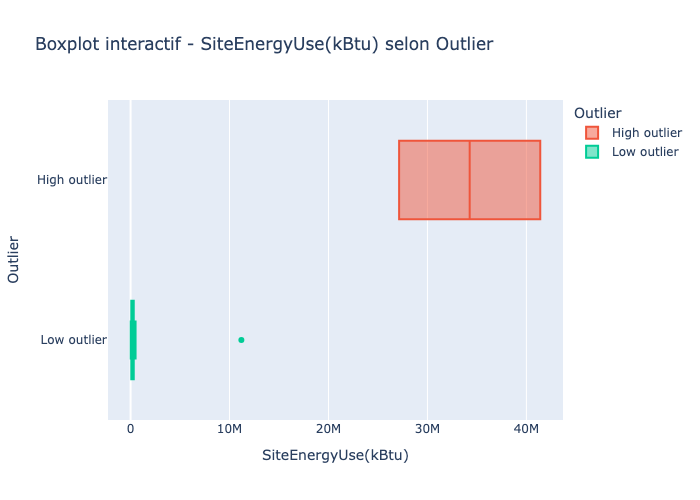 Boxplot interactif - SiteEnergyUse(kBtu) selon Outlier
Outlier
High outlier
Low outlier
High outlier
Low outlier
Outlier
0 10M 20M 30M 40M
SiteEnergyUse(kBtu)